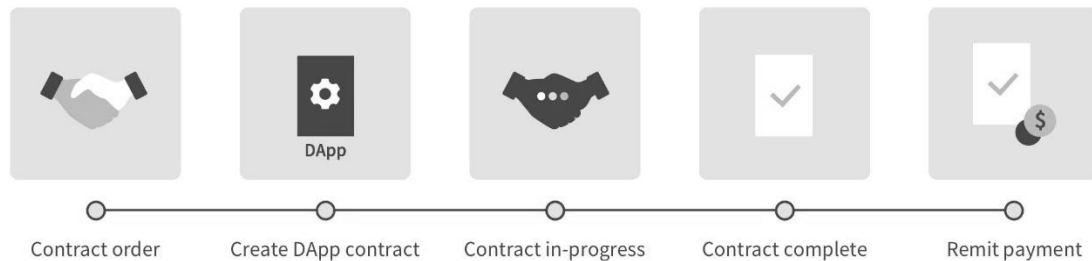 DApp
$
Contract order
Create DApp contract
Contract in-progress
Contract complete
Remit payment